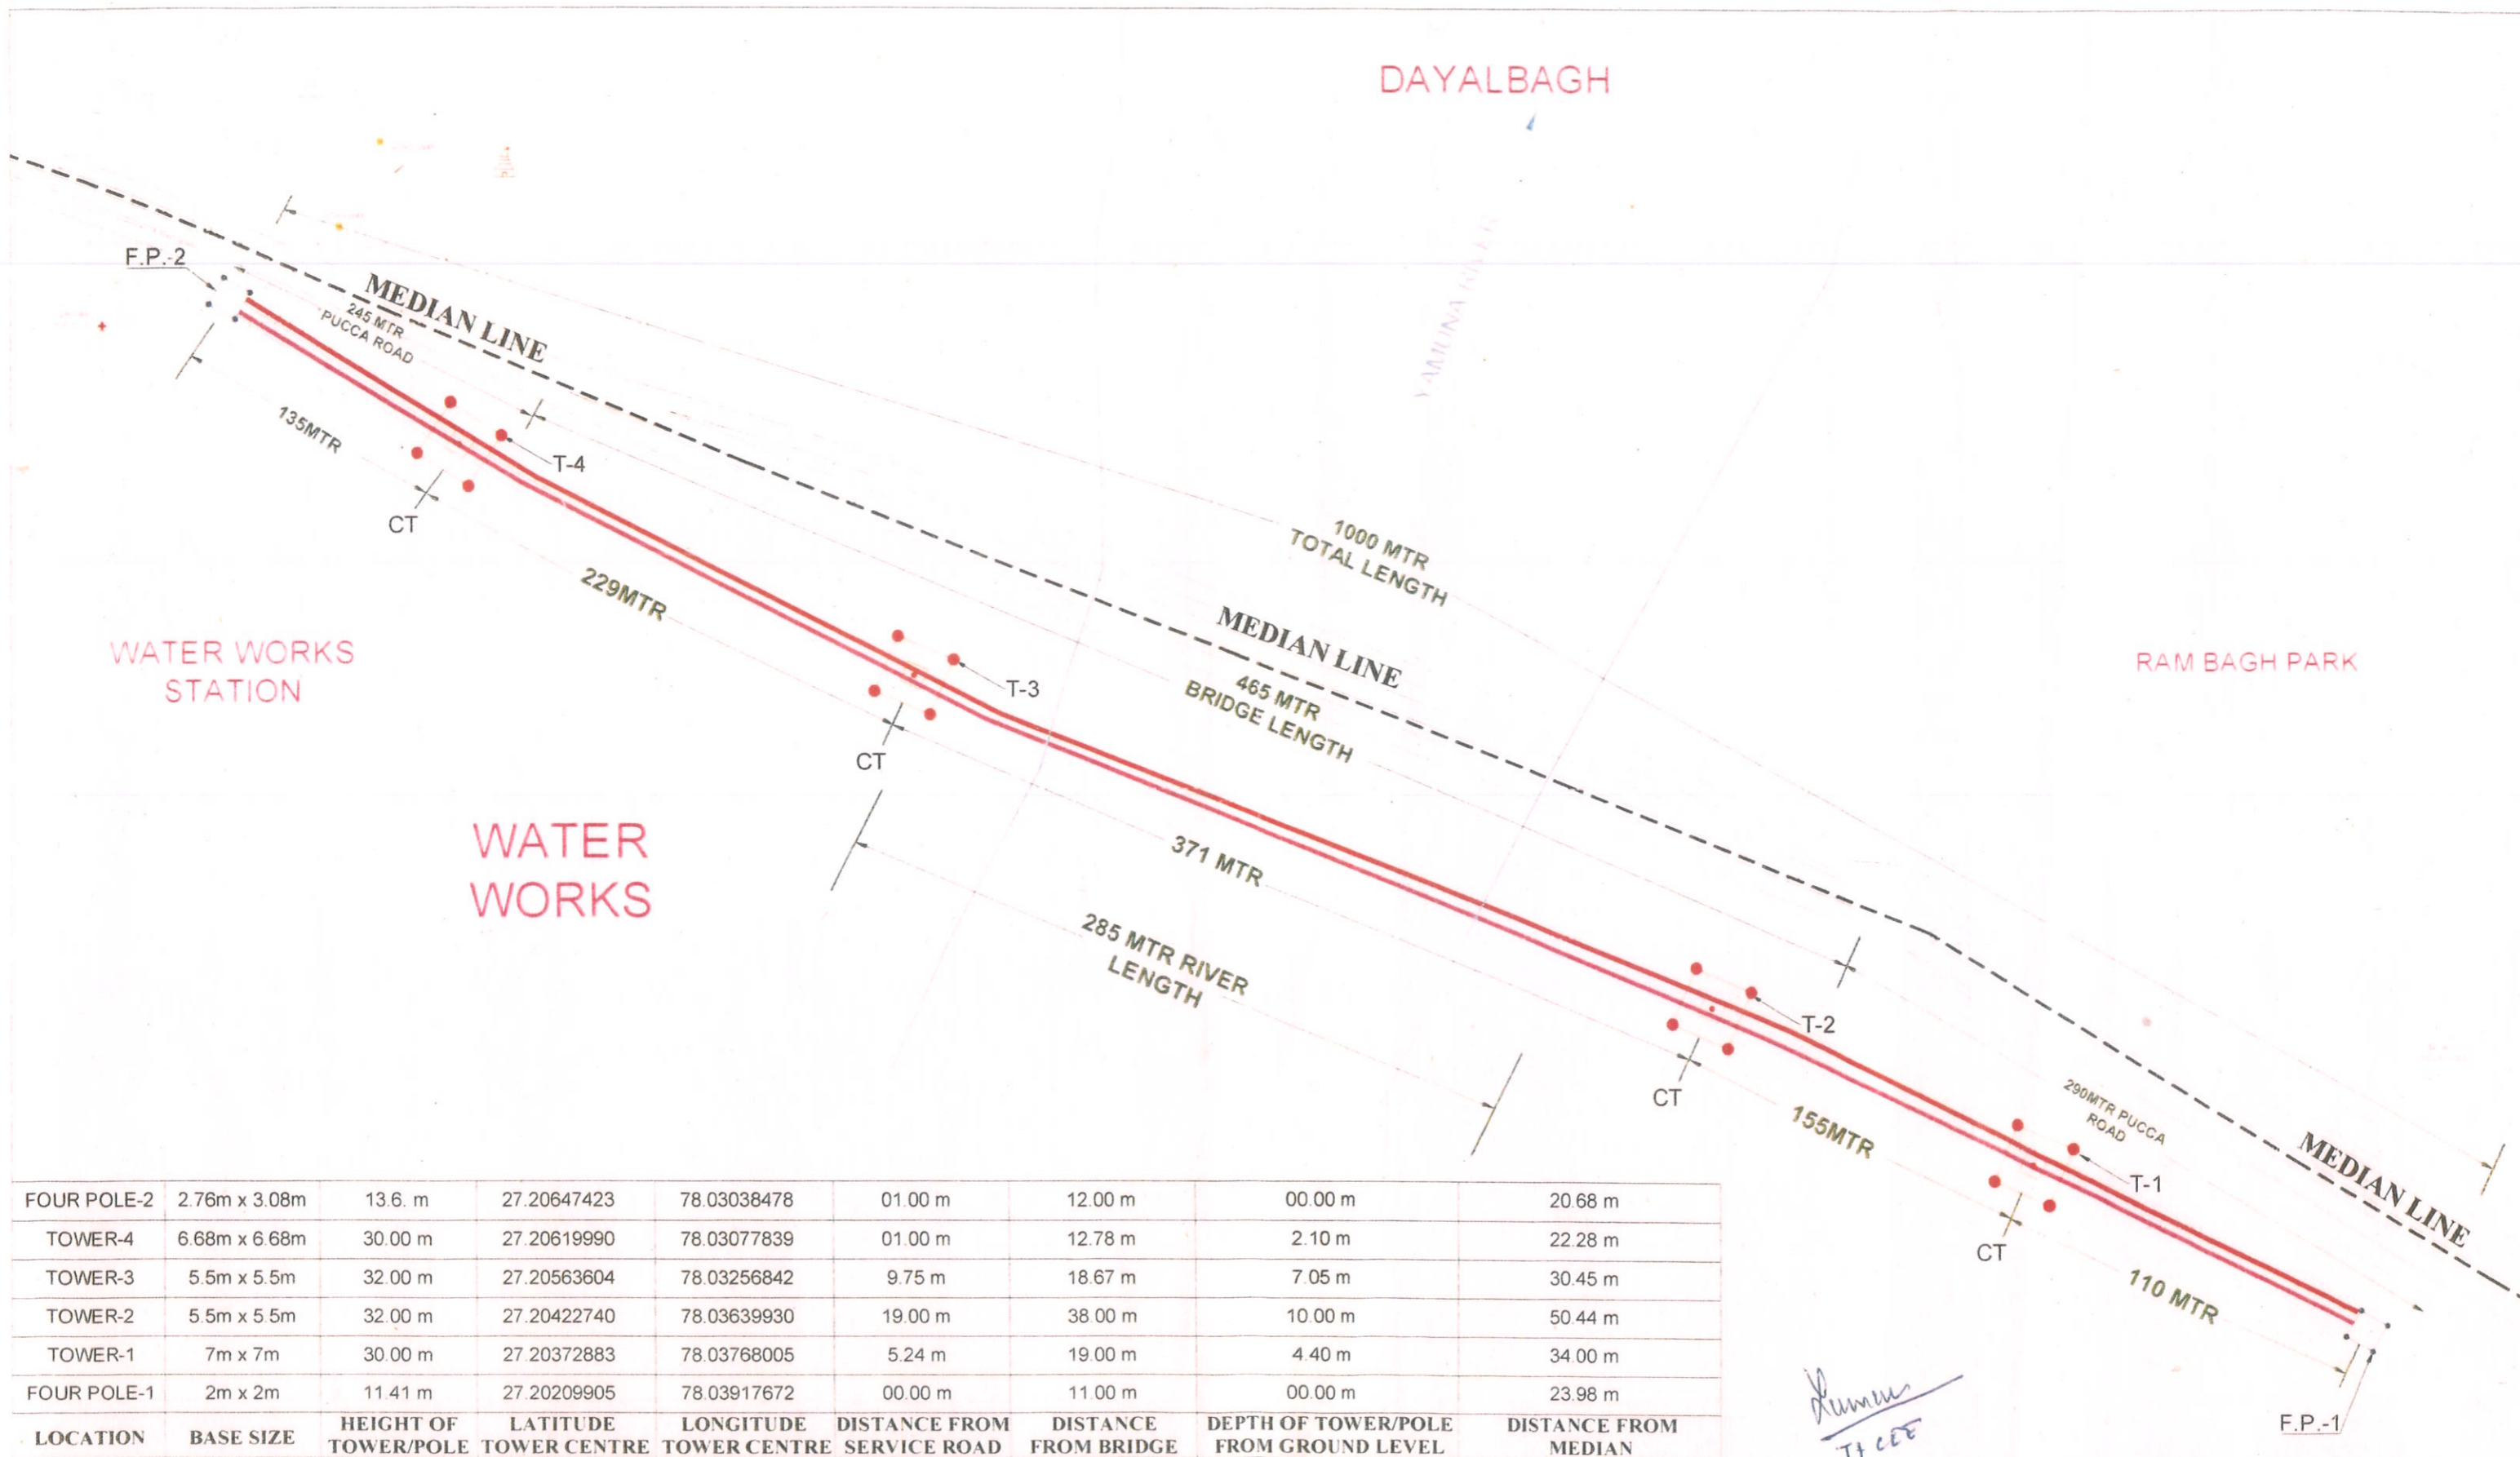 DAYALBAGH
F.P.-2
MEDIAN LINE
245 MTR
PUCCA ROAD
YAMUNA RIVER
135MTR
T-4
CT
1000 MTR
TOTAL LENGTH
229MTR
MEDIAN LINE
WATER WORKS
STATION
RAM BAGH PARK
T-3
465 MTR
BRIDGE LENGTH
CT
WATER
WORKS
371 MTR
285 MTR RIVER
LENGTH
T-2
CT
290MTR PUCCA
ROAD
155MTR
MEDIAN LINE
T-1
CT
110 MTR
F.P.-1
FOUR POLE-2 2.76m x 3.08m 13.6. m 27.20647423 78.03038478 01.00 m 12.00 m 00.00 m 20.68 m
TOWER-4 6.68m x 6.68m 30.00 m 27.20619990 78.03077839 01.00 m 12.78 m 2.10 m 22.28 m
TOWER-3 5.5m x 5.5m 32.00 m 27.20563604 78.03256842 9.75 m 18.67 m 7.05 m 30.45 m
TOWER-2 5.5m x 5.5m 32.00 m 27.20422740 78.03639930 19.00 m 38.00 m 10.00 m 50.44 m
TOWER-1 7m x 7m 30.00 m 27.20372883 78.03768005 5.24 m 19.00 m 4.40 m 34.00 m
FOUR POLE-1 2m x 2m 11.41 m 27.20209905 78.03917672 00.00 m 11.00 m 00.00 m 23.98 m
LOCATION BASE SIZE HEIGHT OF TOWER/POLE LATITUDE TOWER CENTRE LONGITUDE TOWER CENTRE DISTANCE FROM SERVICE ROAD DISTANCE FROM BRIDGE DEPTH OF TOWER/POLE FROM GROUND LEVEL DISTANCE FROM MEDIAN